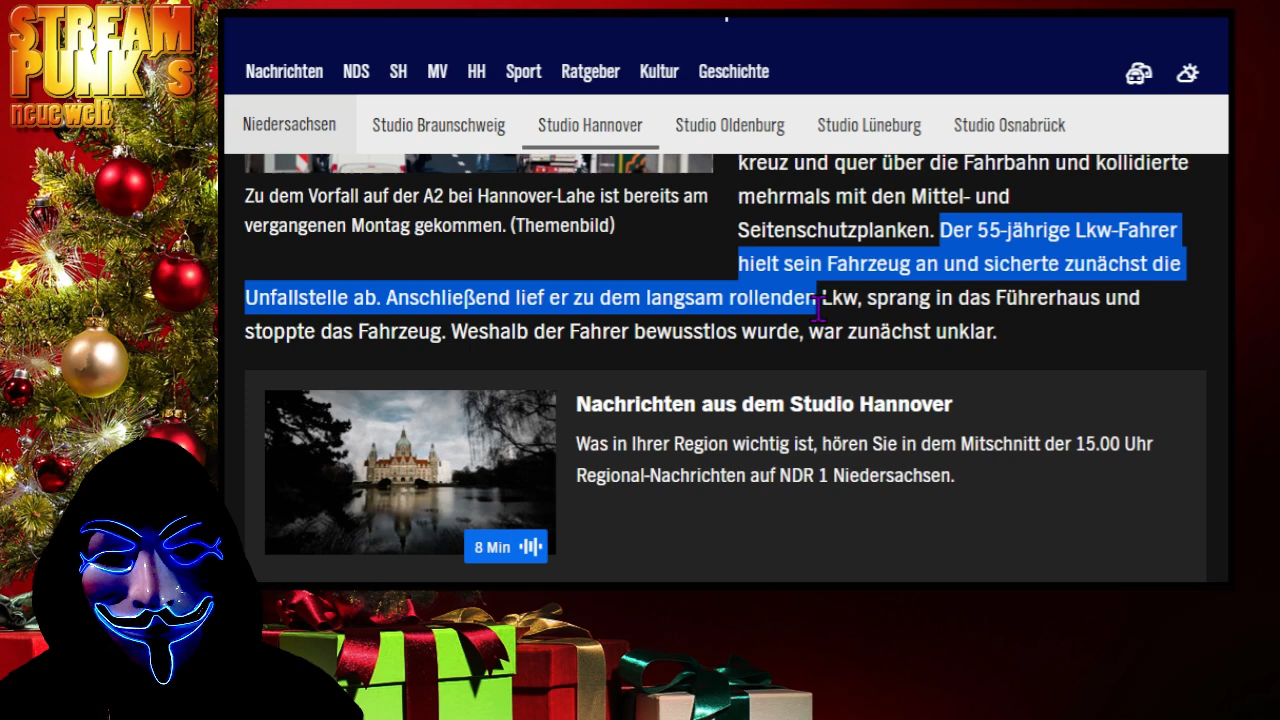 STREAM
PUNK´s
neue welt
Nachrichten NDS SH MV HH Sport Ratgeber Kultur Geschichte
Niedersachsen Studio Braunschweig Studio Hannover Studio Oldenburg Studio Lüneburg Studio Osnabrück
kreuz und quer über die Fahrbahn und kollidierte
mehrmals mit den Mittel- und
Seitenschutzplanken. Der 55-jährige Lkw-Fahrer
hielt sein Fahrzeug an und sicherte zunächst die
Zu dem Vorfall auf der A2 bei Hannover-Lahe ist bereits am
vergangenen Montag gekommen. (Themenbild)
Unfallstelle ab. Anschließend lief er zu dem langsam rollenden Lkw, sprang in das Führerhaus und
stoppte das Fahrzeug. Weshalb der Fahrer bewusstlos wurde, war zunächst unklar.
Nachrichten aus dem Studio Hannover
Was in Ihrer Region wichtig ist, hören Sie in dem Mitschnitt der 15.00 Uhr
Regional-Nachrichten auf NDR 1 Niedersachsen.
8 Min